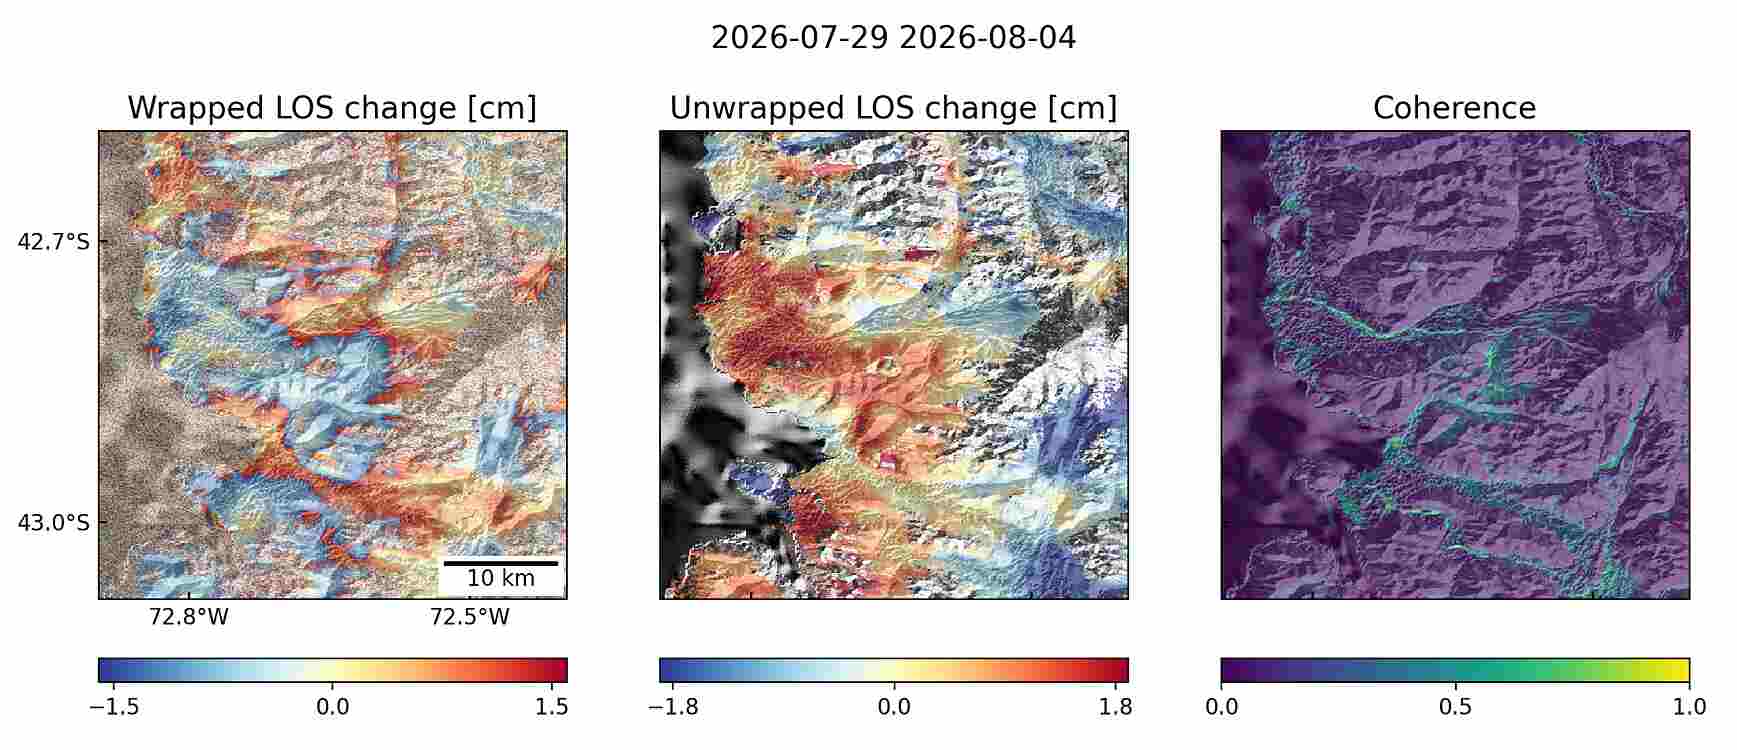 2026-07-29 2026-08-04
Wrapped LOS change [cm]
Unwrapped LOS change [cm]
Coherence
42.7°S
43.0°S
10 km
72.8°W
72.5°W
−1.5
0.0
1.5
−1.8
0.0
1.8
0.0
0.5
1.0